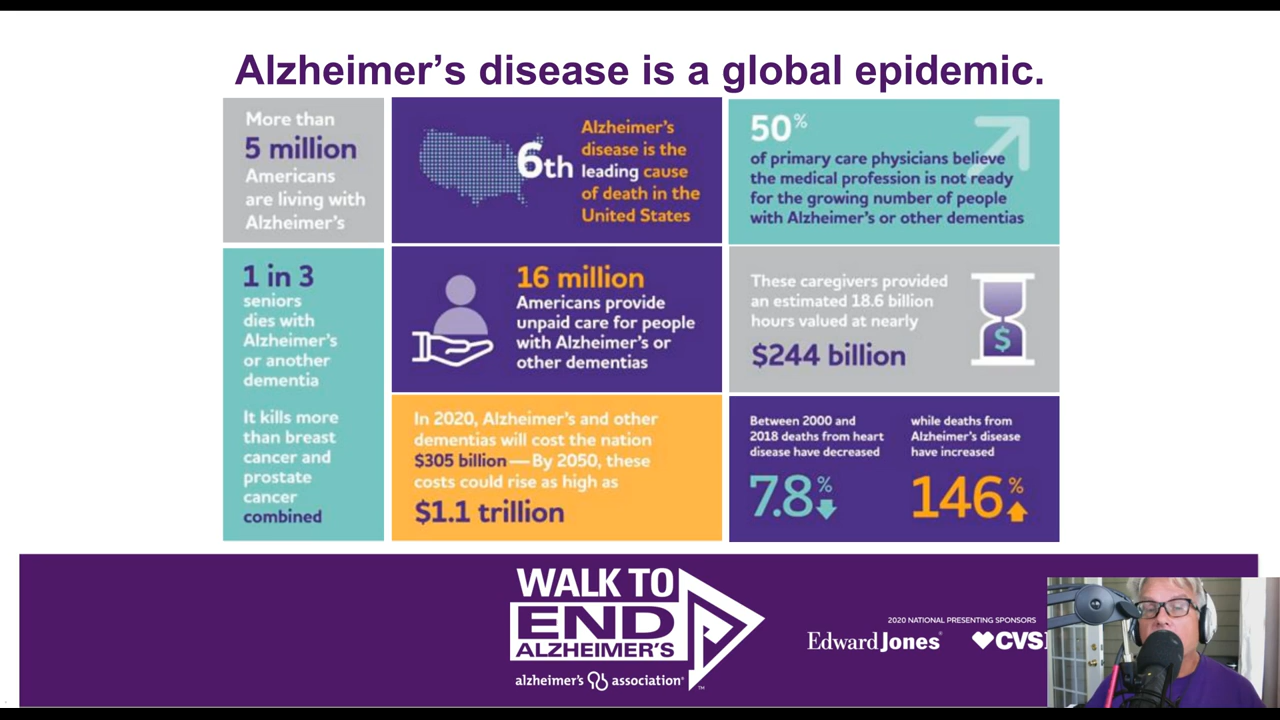 Alzheimer's disease is a global epidemic.
More than
5 million
Americans
are living with
Alzheimer's
6th
Alzheimer's
disease is the
leading cause
of death in the
United States
50%
of primary care physicians believe
the medical profession is not ready
for the growing number of people
with Alzheimer's or other dementias
1 in 3
seniors
dies with
Alzheimer's
or another
dementia
It kills more
than breast
cancer and
prostate
cancer
combined
16 million
Americans provide
unpaid care for people
with Alzheimer's or
other dementias
These caregivers provided
an estimated 18.6 billion
hours valued at nearly
$244 billion
$
In 2020, Alzheimer's and other
dementias will cost the nation
$305 billion — By 2050, these
costs could rise as high as
$1.1 trillion
Between 2000 and
2018 deaths from heart
disease have decreased
7.8%
while deaths from
Alzheimer's disease
have increased
146%
WALK TO
END
ALZHEIMER'S
alzheimer's association®
™
2020 NATIONAL PRESENTING SPONSORS
Edward Jones®
CVS